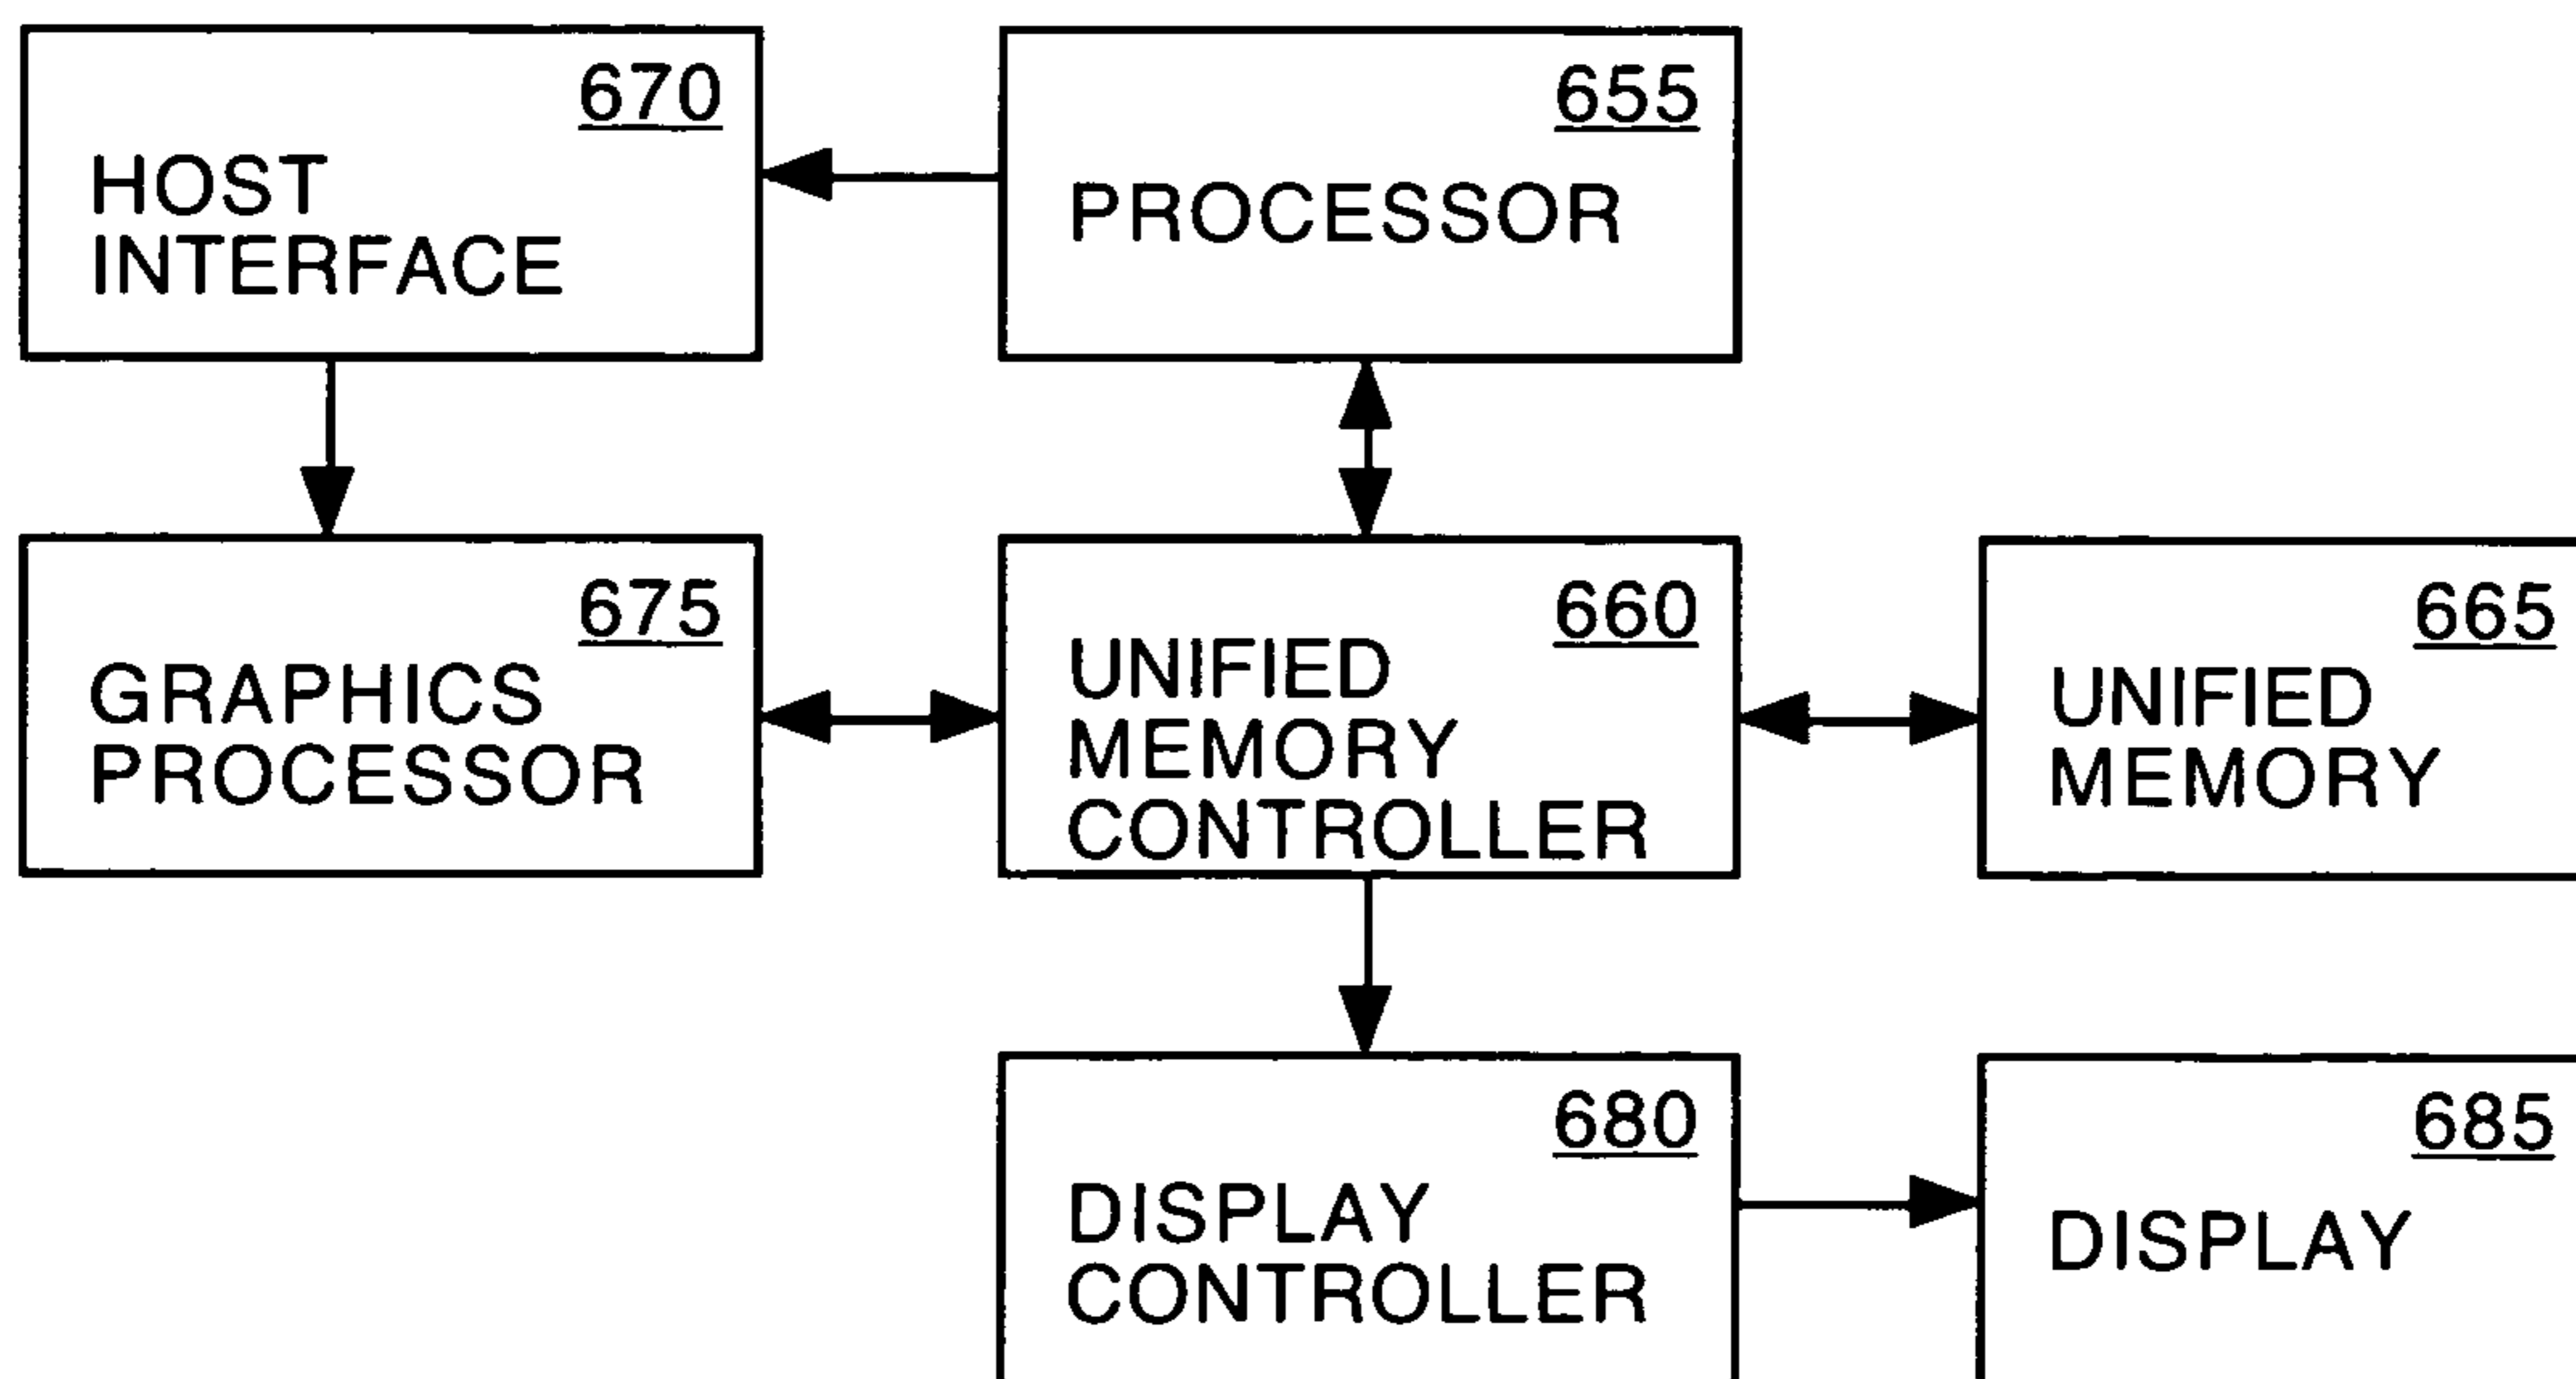 670
HOST
INTERFACE
655
PROCESSOR
675
GRAPHICS
PROCESSOR
660
UNIFIED
MEMORY
CONTROLLER
665
UNIFIED
MEMORY
680
DISPLAY
CONTROLLER
685
DISPLAY